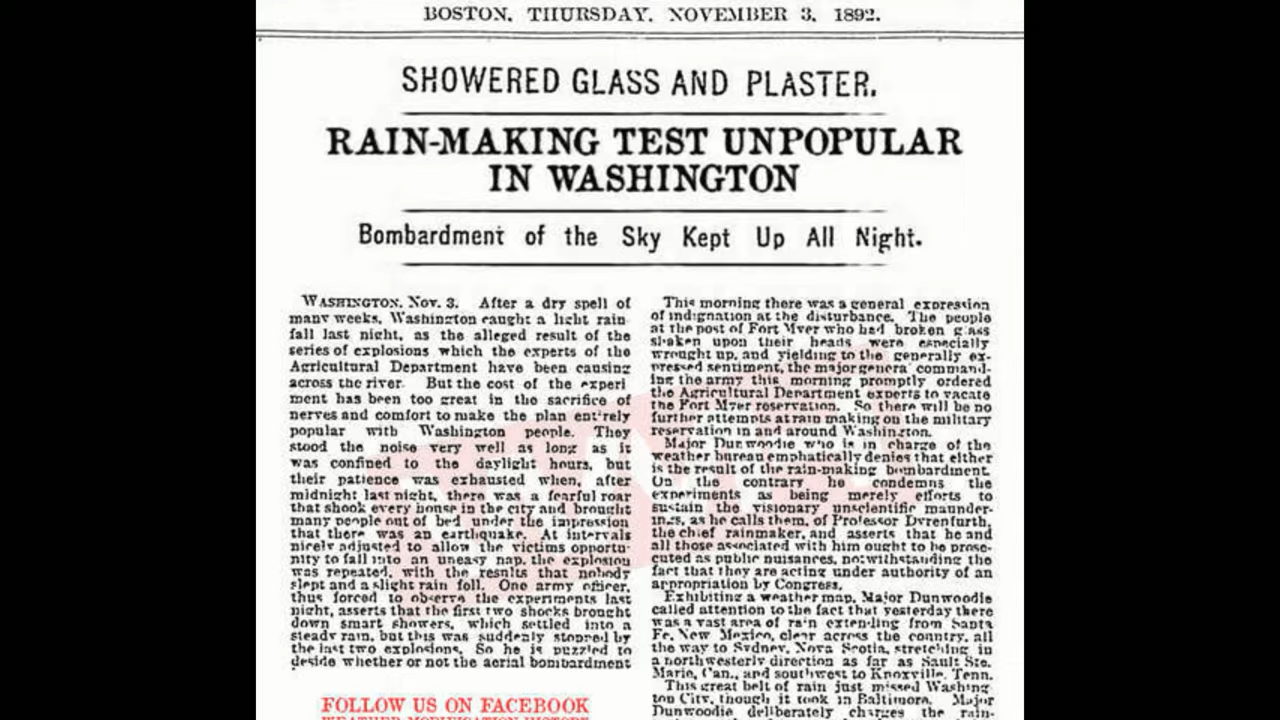 BOSTON, THURSDAY, NOVEMBER 3, 1892.
SHOWERED GLASS AND PLASTER.
RAIN-MAKING TEST UNPOPULAR
IN WASHINGTON
Bombardment of the Sky Kept Up All Night.
WASHINGTON, Nov. 3. After a dry spell of
many weeks, Washington caught a light rain
fall last night, as the alleged result of the
series of explosions which the experts of the
Agricultural Department have been causing
across the river. But the cost of the experi
ment has been too great in the sacrifice of
nerves and comfort to make the plan entirely
popular with Washington people. They
stood the noise very well as long as it
was confined to the daylight hours, but
their patience was exhausted when, after
midnight last night, there was a fearful roar
that shook every house in the city and brought
many people out of bed under the impression
that there was an earthquake. At intervals
nicely adjusted to allow the victims opportu-
nity to fall into an uneasy nap, the explosion
was repeated, with the results that nobody
slept and a slight rain fell. One army officer,
thus forced to observe the experiments last
night, asserts that the first two shocks brought
down smart showers, which settled into a
steady rain, but this was suddenly stopped by
the last two explosions. So he is puzzled to
decide whether or not the aerial bombardment
FOLLOW US ON FACEBOOK
WEATHER MODIFICATION HISTORY
This morning there was a general expression
of indignation at the disturbance. The people
at the post of Fort Myer who had broken glass
shaken upon their heads were especially
wrought up, and yielding to the generally ex-
pressed sentiment, the major general command-
ing the army this morning promptly ordered
the Agricultural Department experts to vacate
the Fort Myer reservation. So there will be no
further attempts at rain making on the military
reservation in and around Washington.
Major Dunwoodie who is in charge of the
weather bureau emphatically denies that either
is the result of the rain-making bombardment.
On the contrary he condemns the
experiments as being merely efforts to
sustain the visionary unscientific maunder-
ings, as he calls them, of Professor Dyrenfurth,
the chief rainmaker, and asserts that he and
all those associated with him ought to be prose-
cuted as public nuisances, notwithstanding the
fact that they are acting under authority of an
appropriation by Congress.
Exhibiting a weather map, Major Dunwoodie
called attention to the fact that yesterday there
was a vast area of rain extending from Santa
Fe, New Mexico, clear across the country, all
the way to Sydney, Nova Scotia, stretching in
a northwesterly direction as far as Sault Ste.
Marie, Can., and southwest to Knoxville, Tenn.
This great belt of rain just missed Washing
ton City, though it took in Baltimore. Major
Dunwoodie deliberately charges the rain-